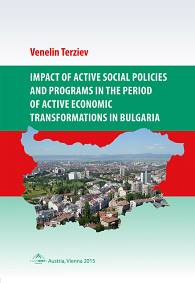 Venelin Terziev
IMPACT OF ACTIVE SOCIAL POLICIES
AND PROGRAMS IN THE PERIOD
OF ACTIVE ECONOMIC
TRANSFORMATIONS IN BULGARIA
Austria, Vienna 2015